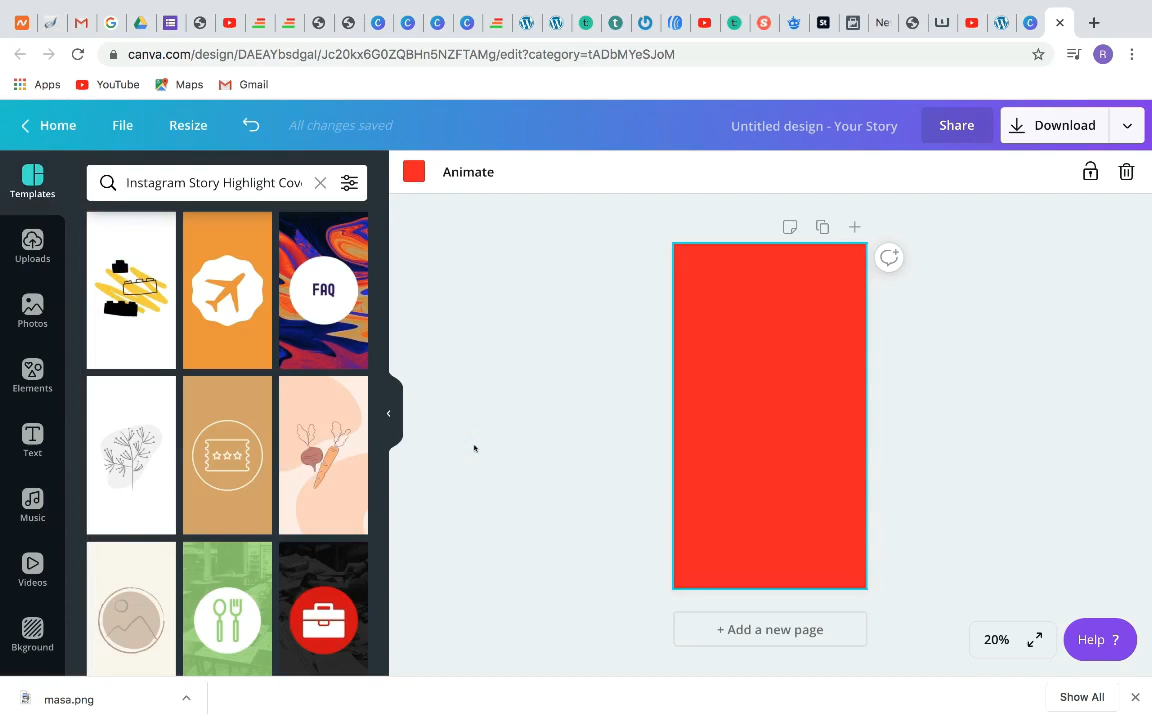 Ne
St
canva.com/design/DAEAYbsdgaI/Jc20kx6G0ZQBHn5NZFTAMg/edit?category=tADbMYeSJoM
R
Apps
YouTube
Maps
Gmail
Home
File
Resize
All changes saved
Untitled design - Your Story
Share
Download
Templates
Instagram Story Highlight Cov
Animate
Uploads
FAQ
Photos
Elements
Text
Music
Videos
Bkground
+ Add a new page
20%
Help ?
masa.png
Show All